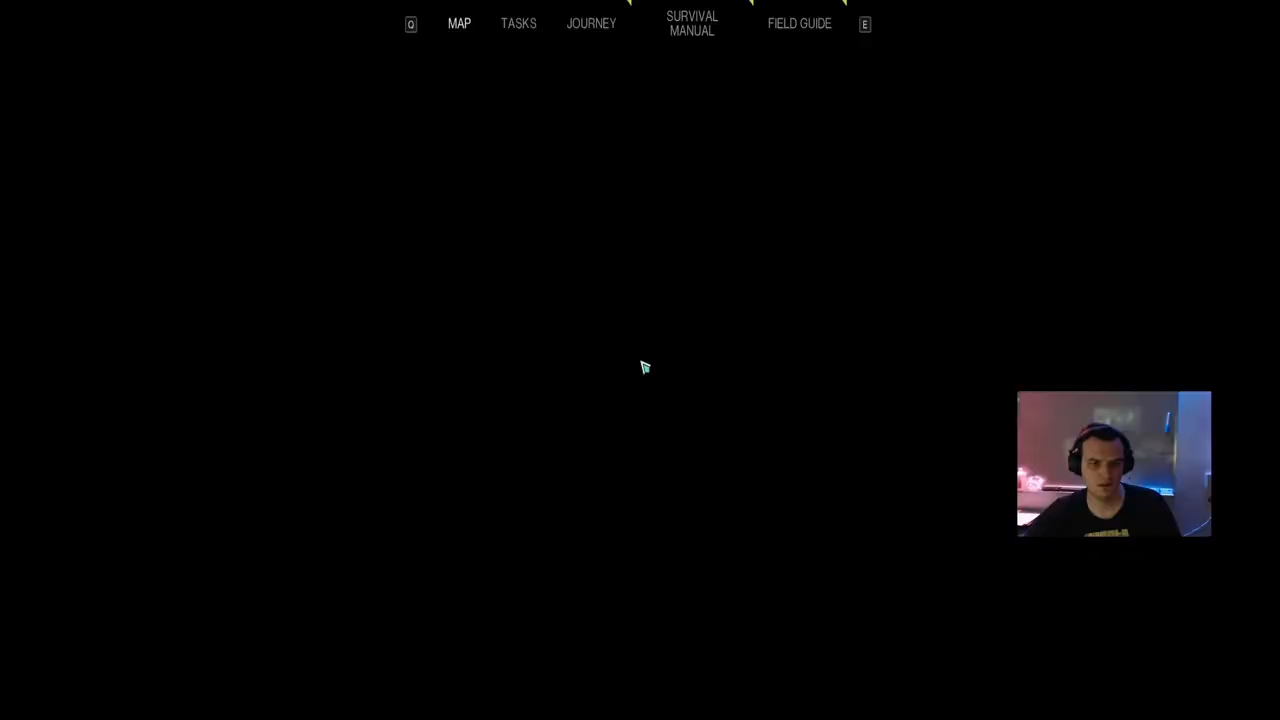 Q
MAP
TASKS
JOURNEY
SURVIVAL
MANUAL
FIELD GUIDE
E